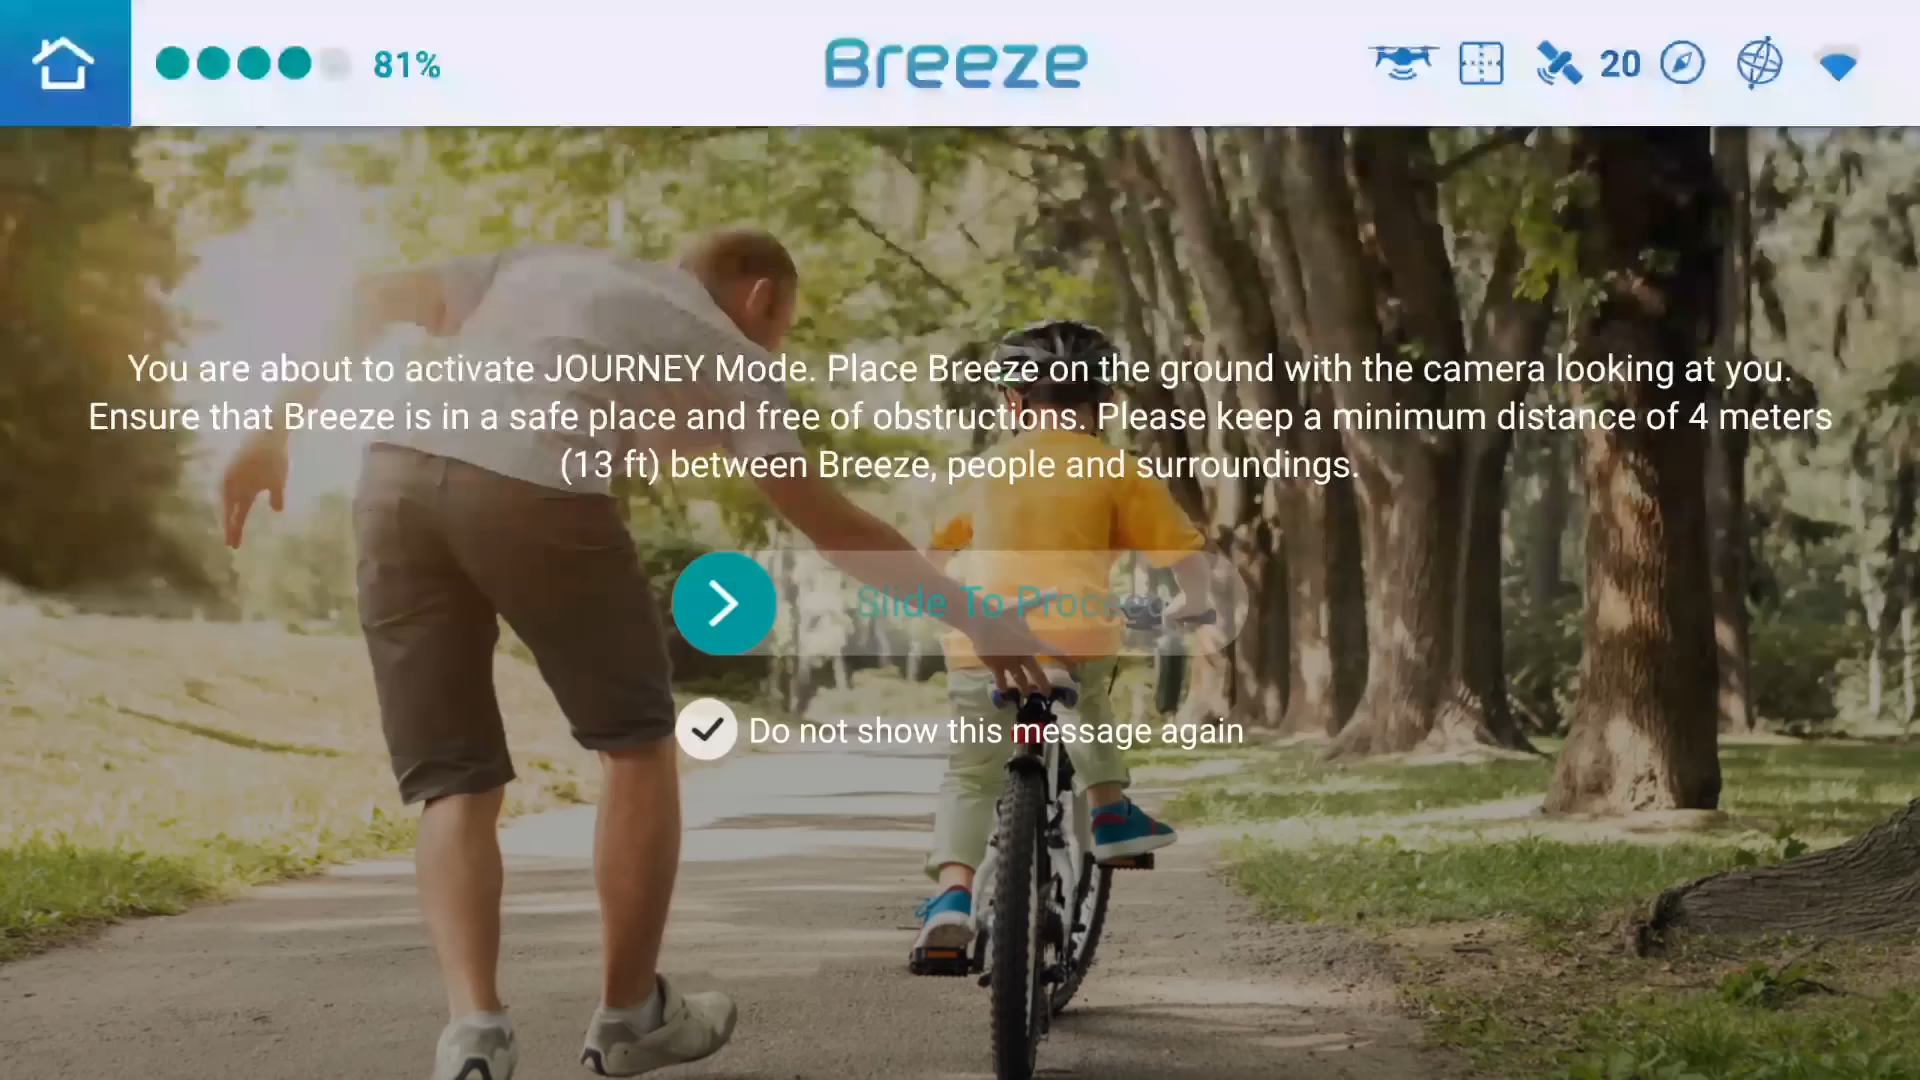 81%
Breeze
20
You are about to activate JOURNEY Mode. Place Breeze on the ground with the camera looking at you.
Ensure that Breeze is in a safe place and free of obstructions. Please keep a minimum distance of 4 meters
(13 ft) between Breeze, people and surroundings.
Slide To Proceed
Do not show this message again